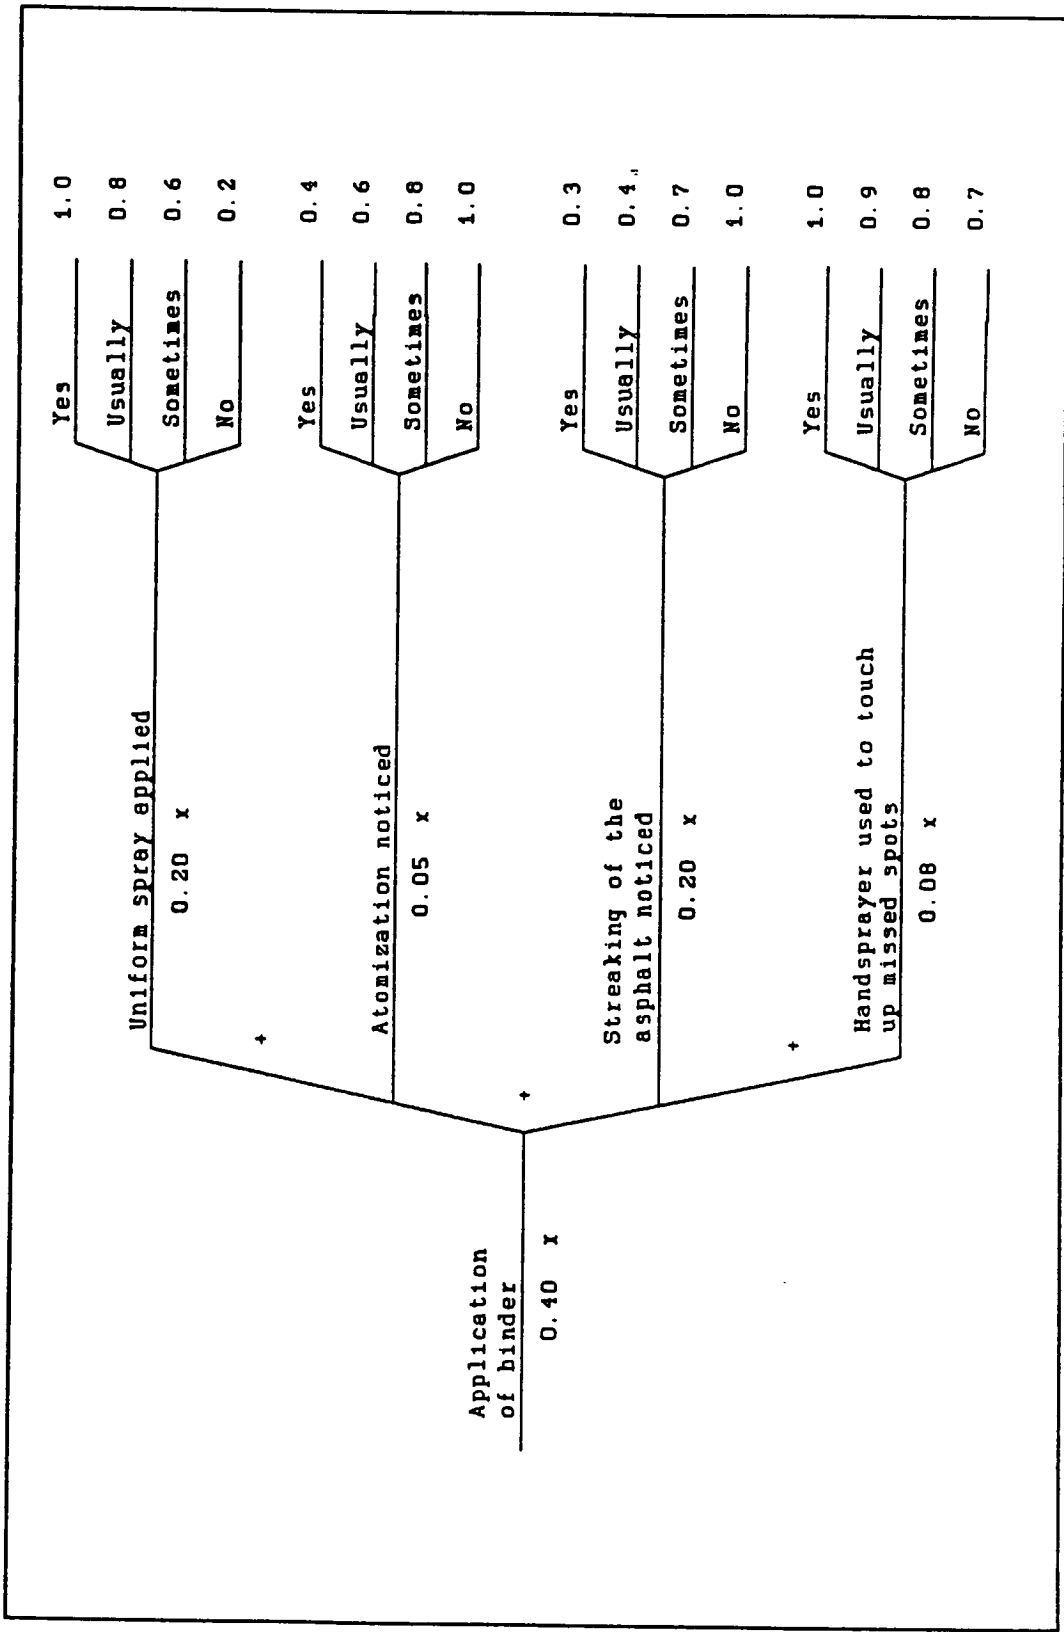 Application
of binder
0.40 x
Uniform spray applied
0.20 x
Yes 1.0
Usually 0.8
Sometimes 0.6
No 0.2
+
Atomization noticed
0.05 x
Yes 0.4
Usually 0.6
Sometimes 0.8
No 1.0
+
Streaking of the
asphalt noticed
0.20 x
Yes 0.3
Usually 0.4
Sometimes 0.7
No 1.0
+
Handsprayer used to touch
up missed spots
0.08 x
Yes 1.0
Usually 0.9
Sometimes 0.8
No 0.7